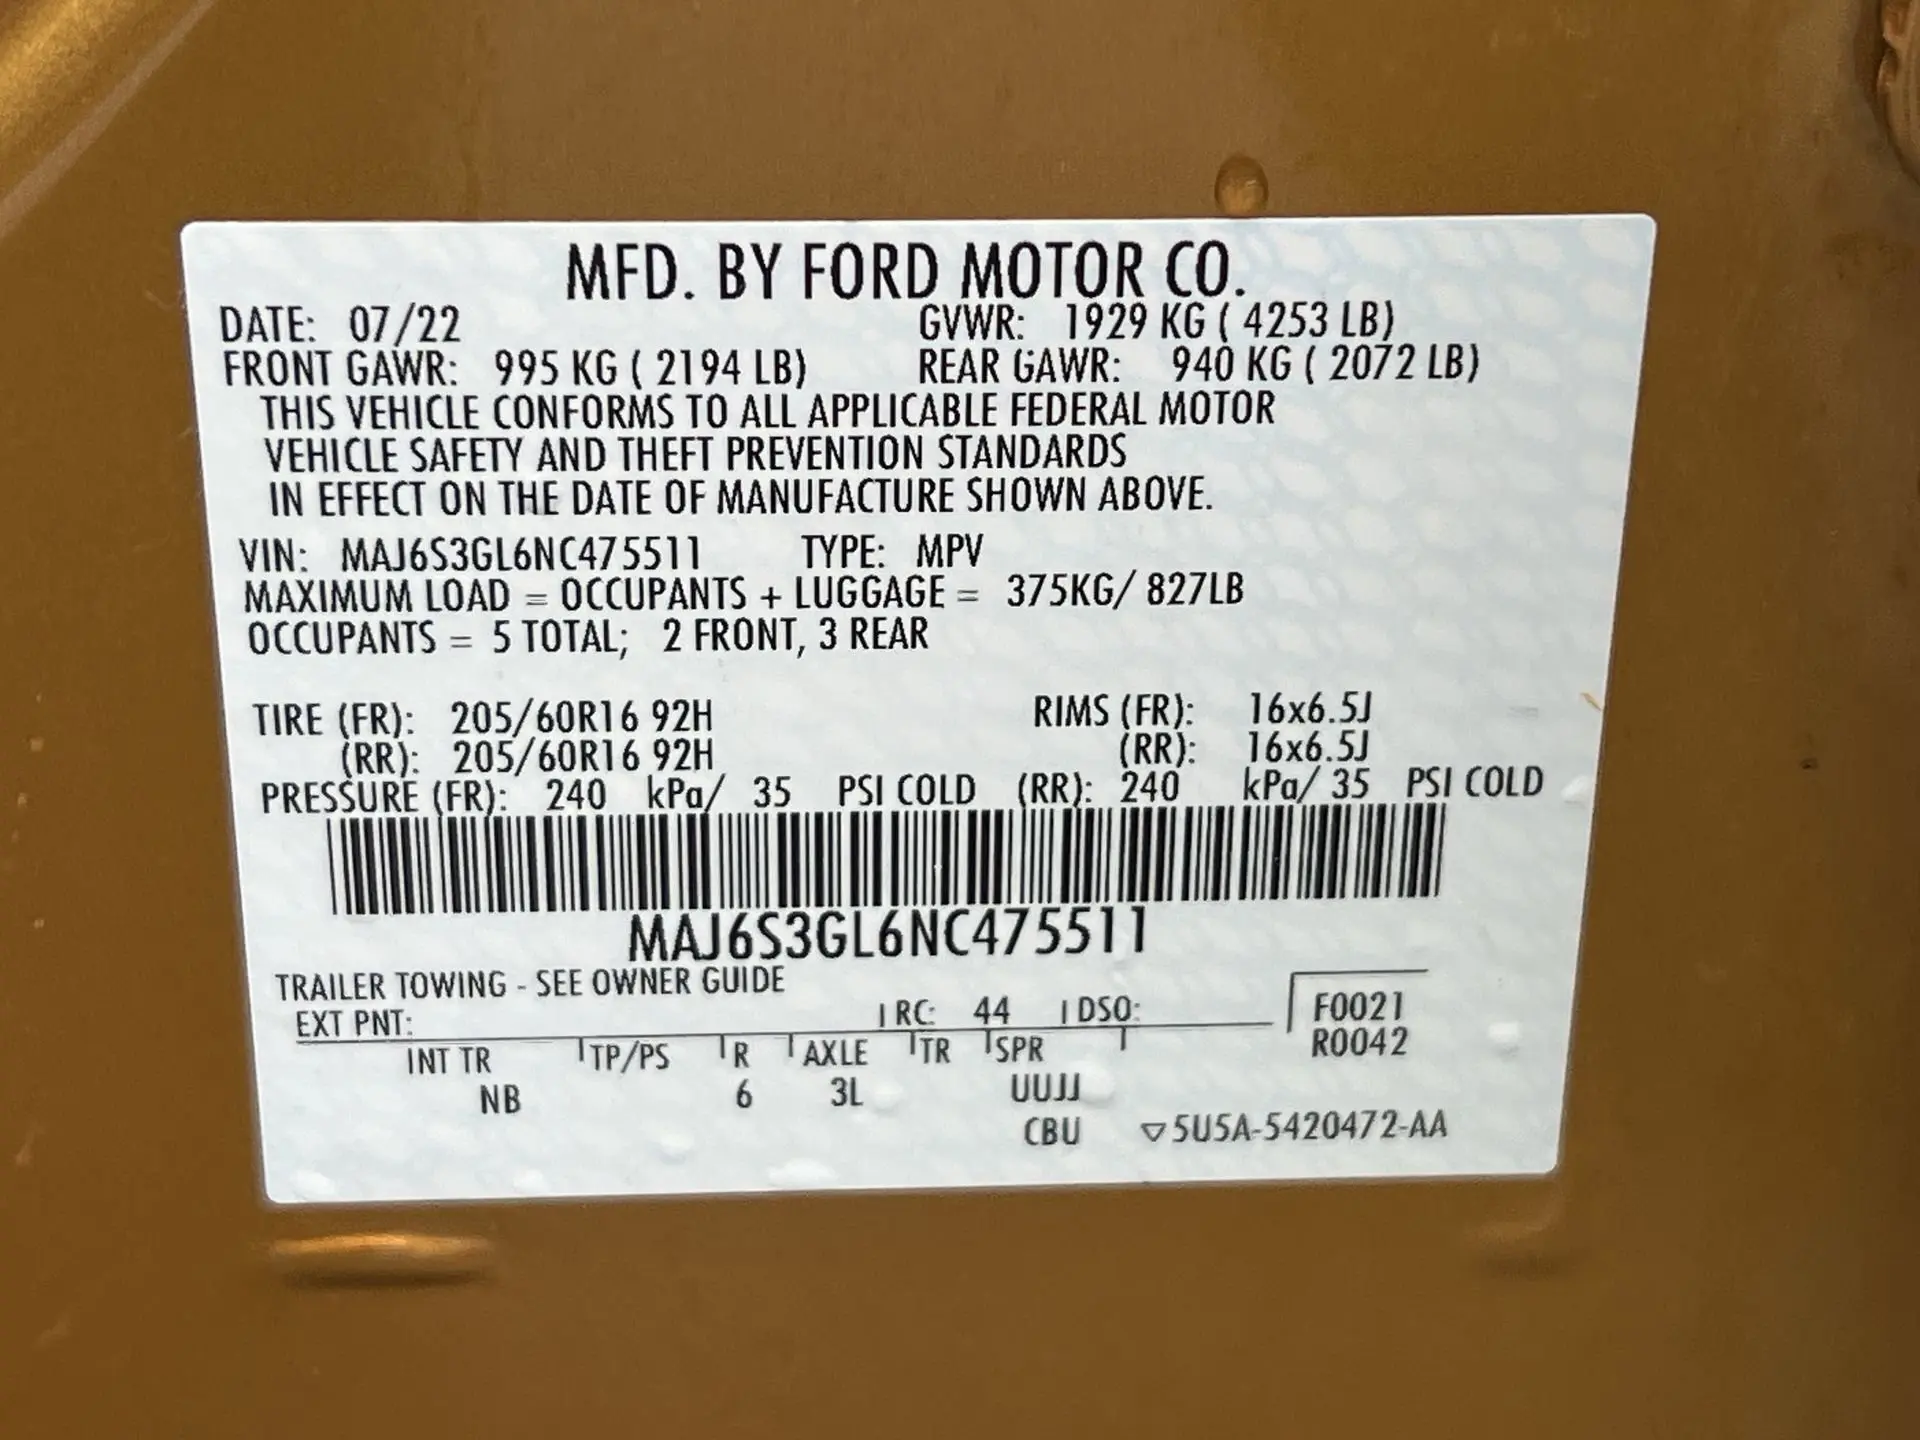 MFD. BY FORD MOTOR CO.
DATE: 07/22 GVWR: 1929 KG ( 4253 LB)
FRONT GAWR: 995 KG ( 2194 LB) REAR GAWR: 940 KG ( 2072 LB)
THIS VEHICLE CONFORMS TO ALL APPLICABLE FEDERAL MOTOR
VEHICLE SAFETY AND THEFT PREVENTION STANDARDS
IN EFFECT ON THE DATE OF MANUFACTURE SHOWN ABOVE.
VIN: MAJ6S3GL6NC475511 TYPE: MPV
MAXIMUM LOAD = OCCUPANTS + LUGGAGE = 375KG/ 827LB
OCCUPANTS = 5 TOTAL; 2 FRONT, 3 REAR
TIRE (FR): 205/60R16 92H RIMS (FR): 16x6.5J
(RR): 205/60R16 92H (RR): 16x6.5J
PRESSURE (FR): 240 kPa/ 35 PSI COLD (RR): 240 kPa/ 35 PSI COLD
MAJ6S3GL6NC475511
TRAILER TOWING - SEE OWNER GUIDE
EXT PNT: RC: 44 DSO: F0021
R0042
INT TR TP/PS R AXLE TR SPR
NB 6 3L UUJJ
CBU ▽5U5A-5420472-AA